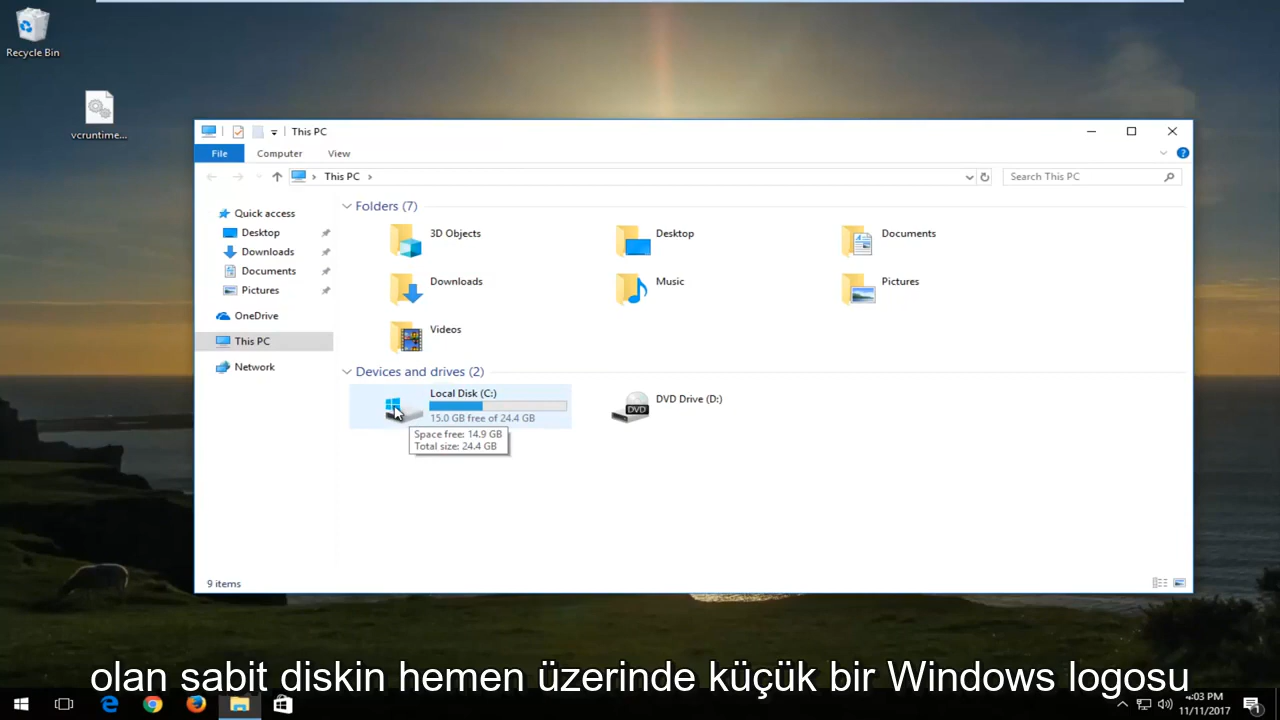 Recycle Bin
vcruntime...
This PC
File
Computer
View
This PC
Search This PC
Quick access
Desktop
Downloads
Documents
Pictures
OneDrive
This PC
Network
Folders (7)
3D Objects
Desktop
Documents
Downloads
Music
Pictures
Videos
Devices and drives (2)
Local Disk (C:)
15.0 GB free of 24.4 GB
DVD
DVD Drive (D:)
Space free: 14.9 GB
Total size: 24.4 GB
9 items
olan sabit diskin hemen üzerinde küçük bir Windows logosu
4:03 PM
11/11/2017
1